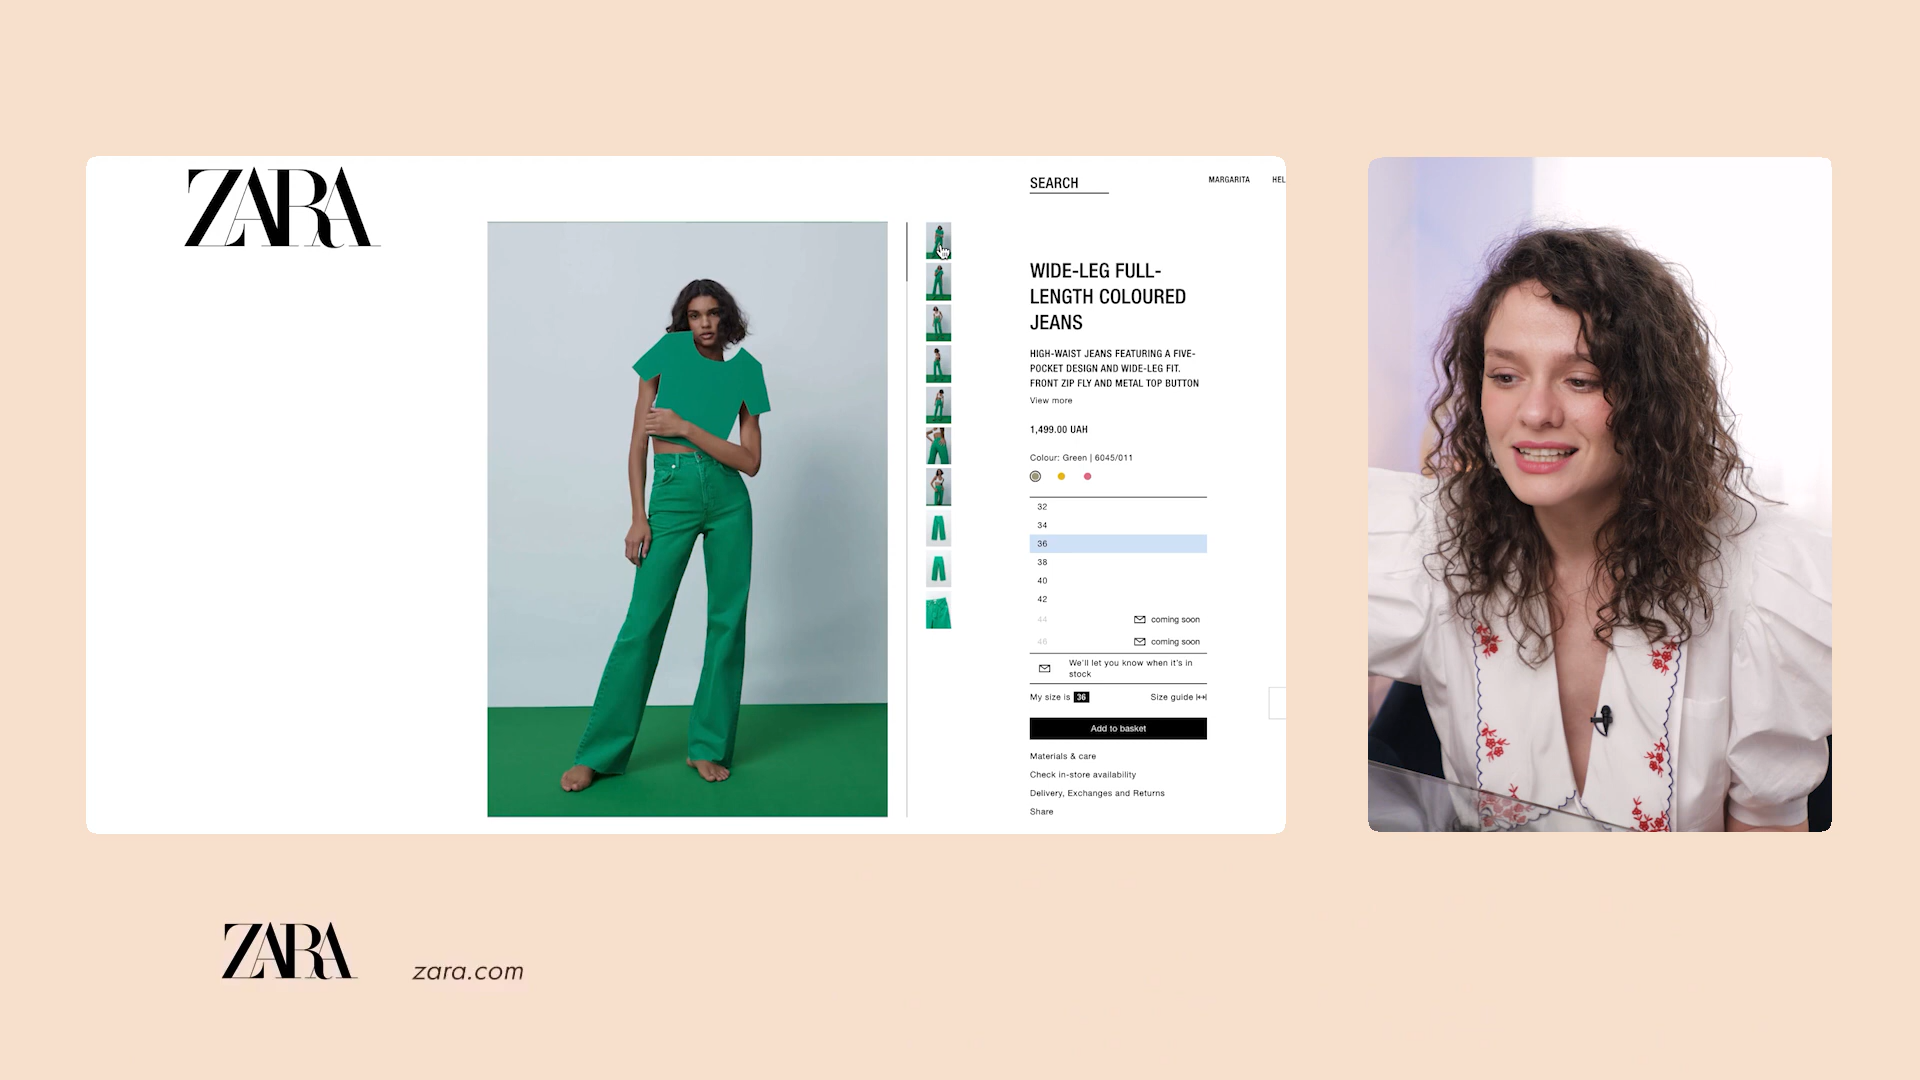 ZARA
SEARCH
MARGARITA
HEL
WIDE-LEG FULL-
LENGTH COLOURED
JEANS
HIGH-WAIST JEANS FEATURING A FIVE-
POCKET DESIGN AND WIDE-LEG FIT.
FRONT ZIP FLY AND METAL TOP BUTTON
View more
1,499.00 UAH
Colour: Green | 6045/011
32
34
36
38
40
42
44 coming soon
46 coming soon
We'll let you know when it's in
stock
My size is 36 Size guide
Add to basket
Materials & care
Check in-store availability
Delivery, Exchanges and Returns
Share
ZARA
zara.com